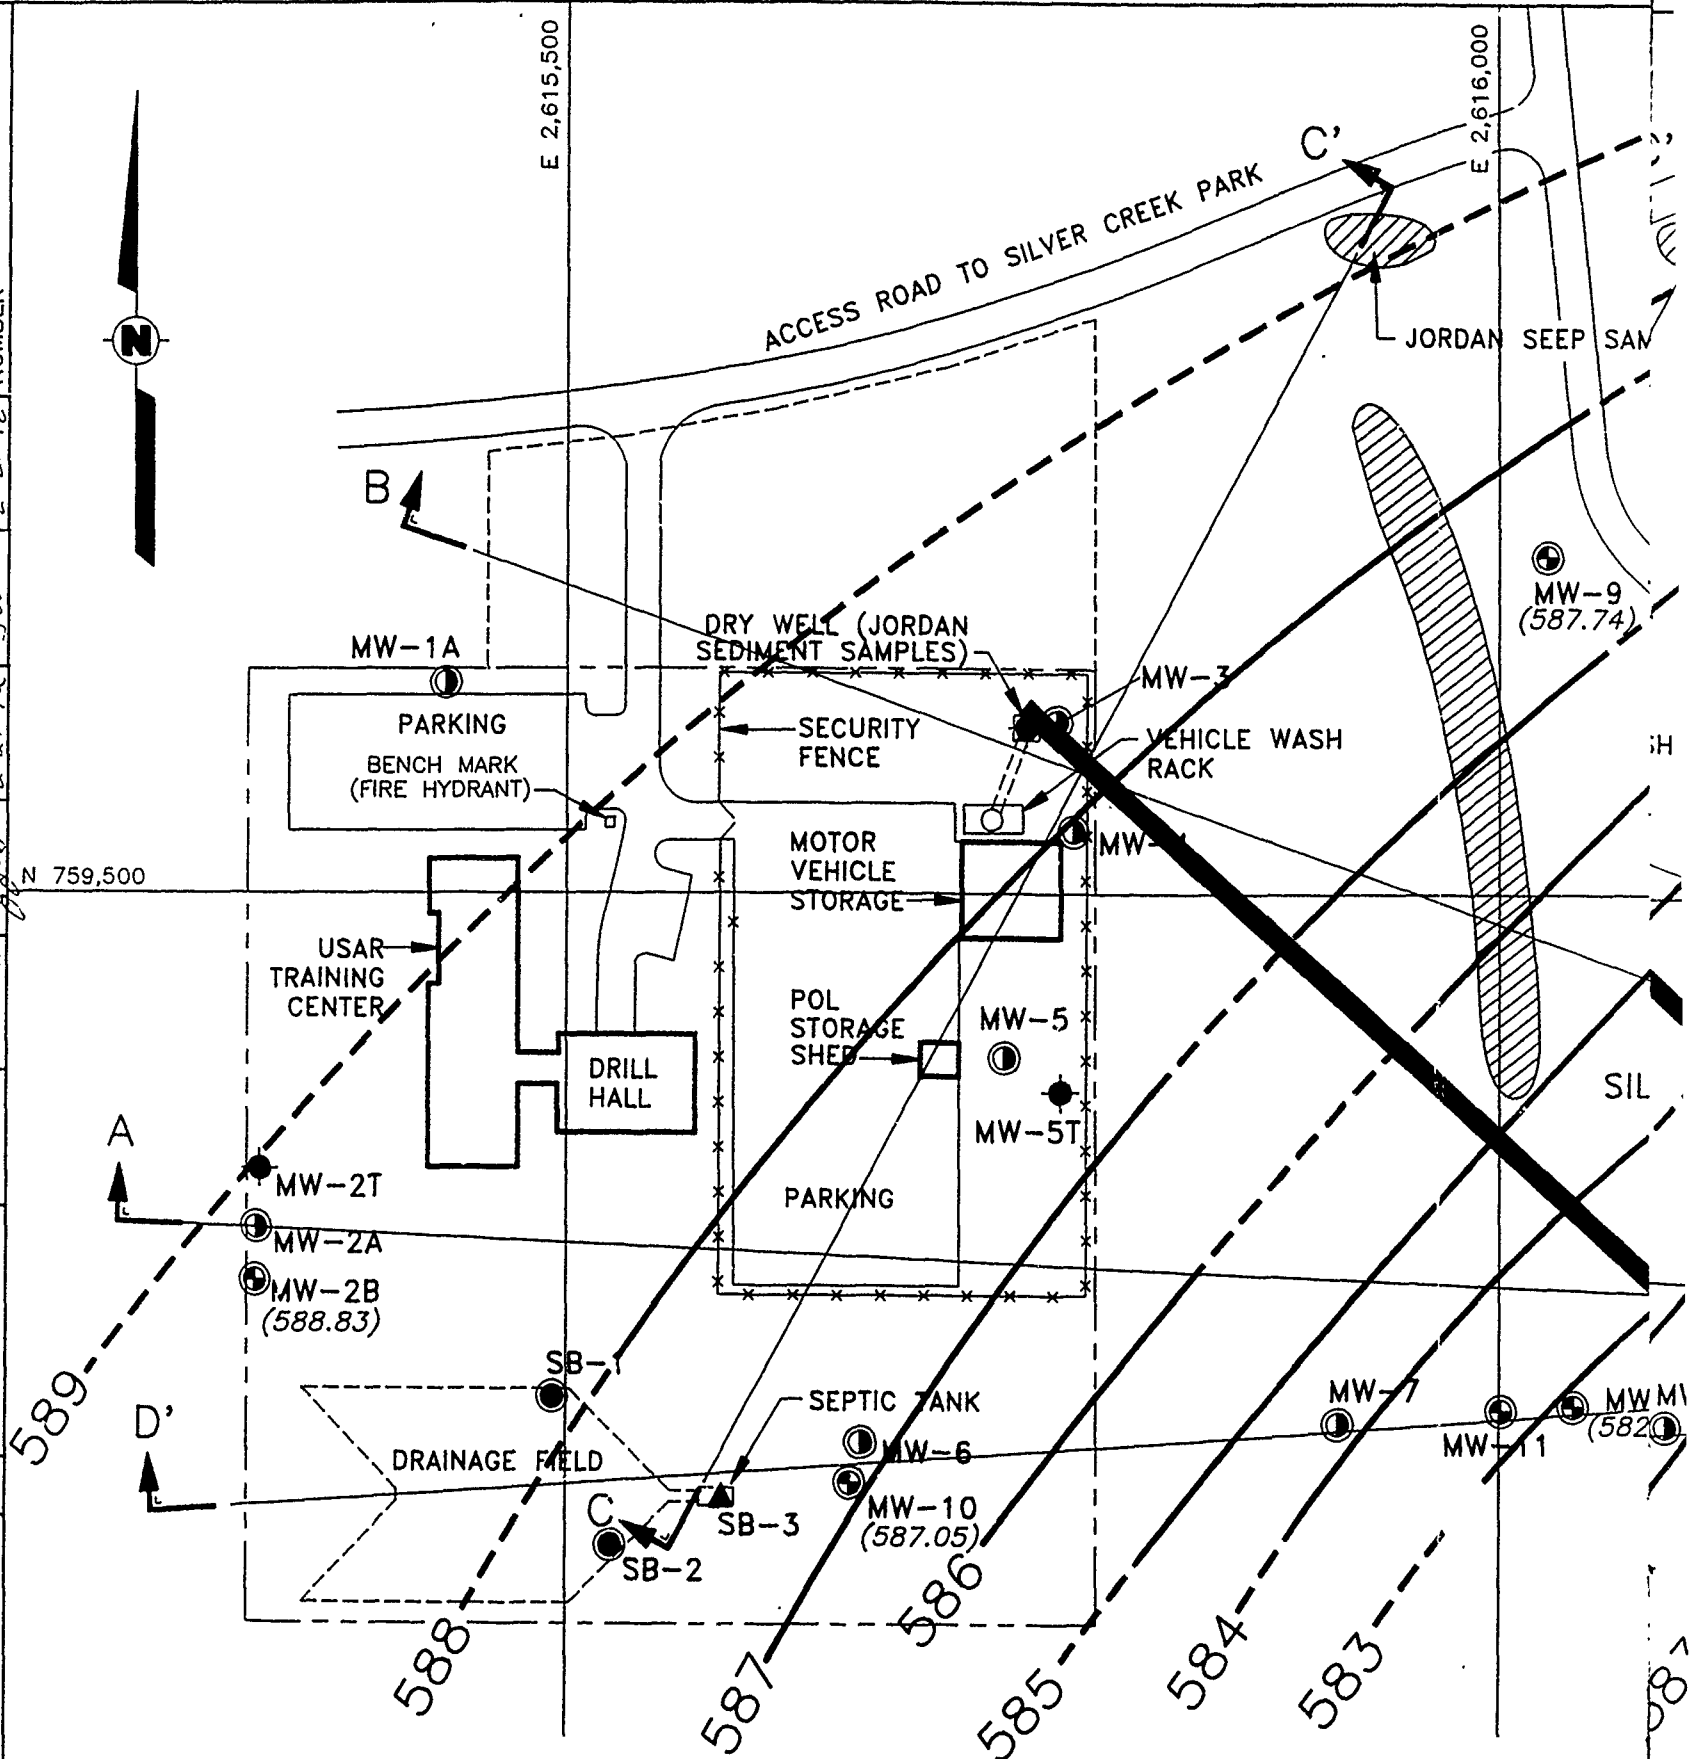 E 2,615,500
E 2,616,000
C'
ACCESS ROAD TO SILVER CREEK PARK
N
JORDAN SEEP
B
MW-9
(587.74)
DRY WELL (JORDAN
SEDIMENT SAMPLES)
MW-1A
MW-3
PARKING
SECURITY
FENCE
VEHICLE WASH
RACK
BENCH MARK
(FIRE HYDRANT)
MOTOR
VEHICLE
STORAGE
N 759,500
USAR
TRAINING
CENTER
POL
STORAGE
SHED
MW-5
DRILL
HALL
SIL
A
MW-5T
MW-2T
PARKING
MW-2A
MW-2B
(588.83)
589
SB-1
SEPTIC TANK
MW-7
D'
DRAINAGE FIELD
MW-6
MW-11
C
SB-3
MW-10
(587.05)
SB-2
586
588
587
585
584
583